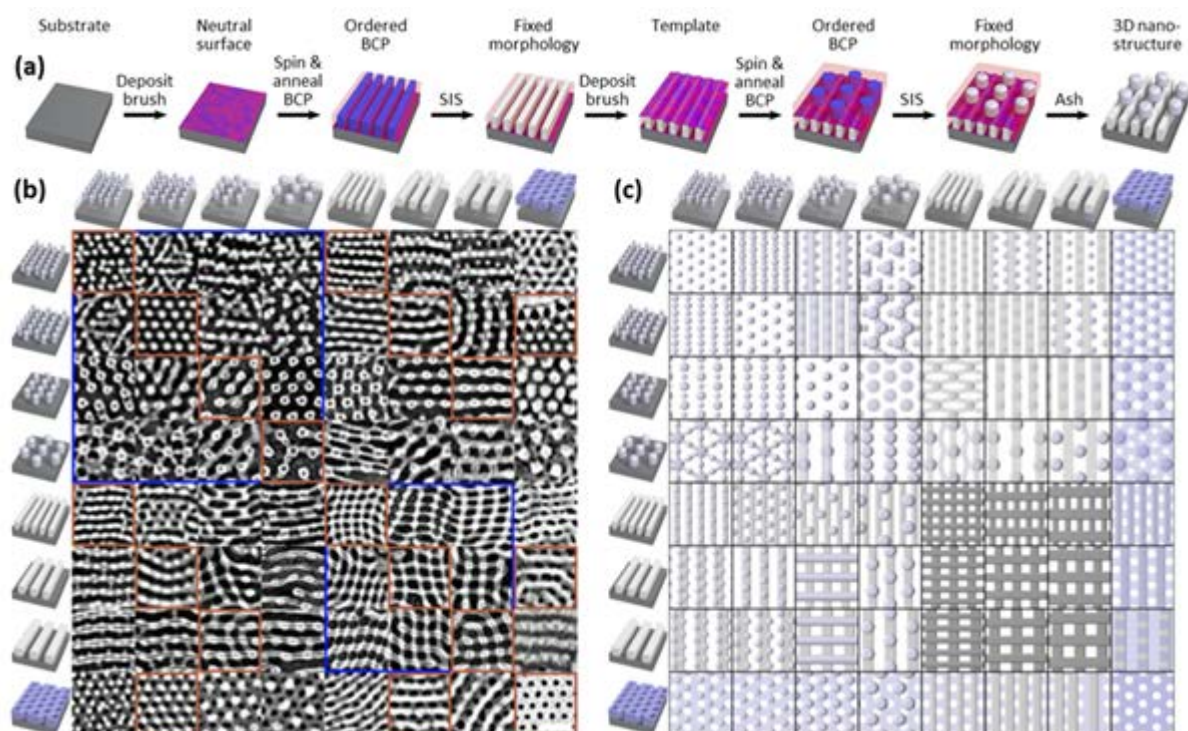 Substrate
Neutral
surface
Ordered
BCP
Fixed
morphology
Template
Ordered
BCP
Fixed
morphology
3D nano-
structure
(a)
Deposit
brush
Spin &
anneal
BCP
SIS
Deposit
brush
Spin &
anneal
BCP
SIS
Ash
(b)
(c)